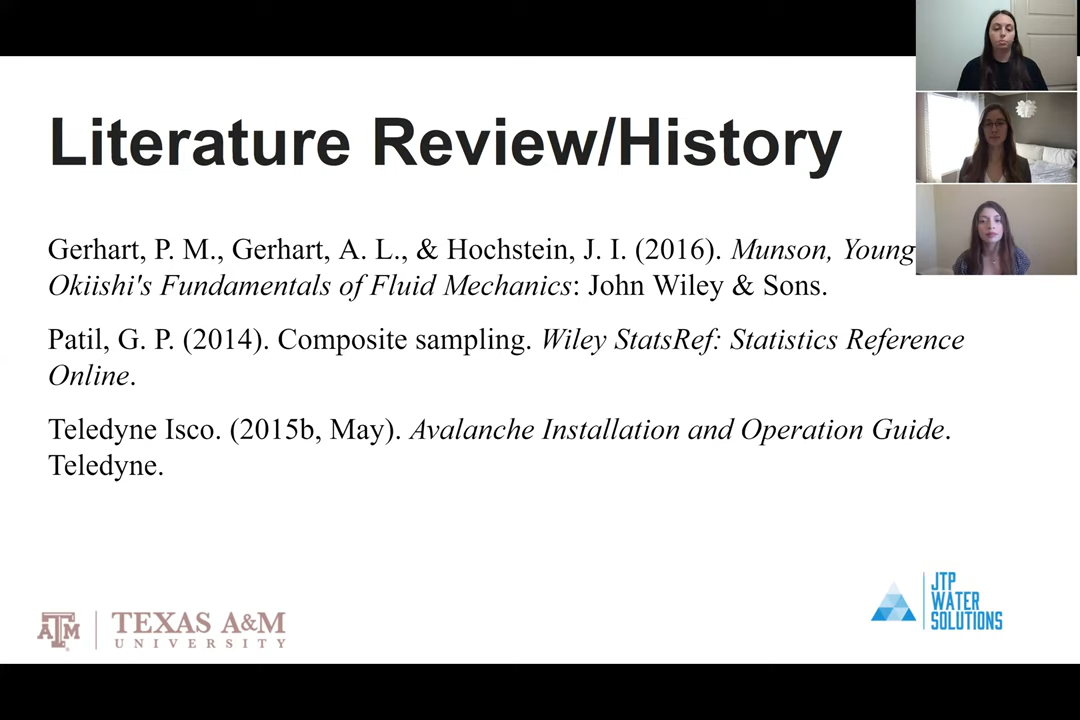 Literature Review/History
Gerhart, P. M., Gerhart, A. L., & Hochstein, J. I. (2016). Munson, Young
Okiishi's Fundamentals of Fluid Mechanics: John Wiley & Sons.
Patil, G. P. (2014). Composite sampling. Wiley StatsRef: Statistics Reference
Online.
Teledyne Isco. (2015b, May). Avalanche Installation and Operation Guide.
Teledyne.
ATM
TEXAS A&M
UNIVERSITY
JTP
WATER
SOLUTIONS